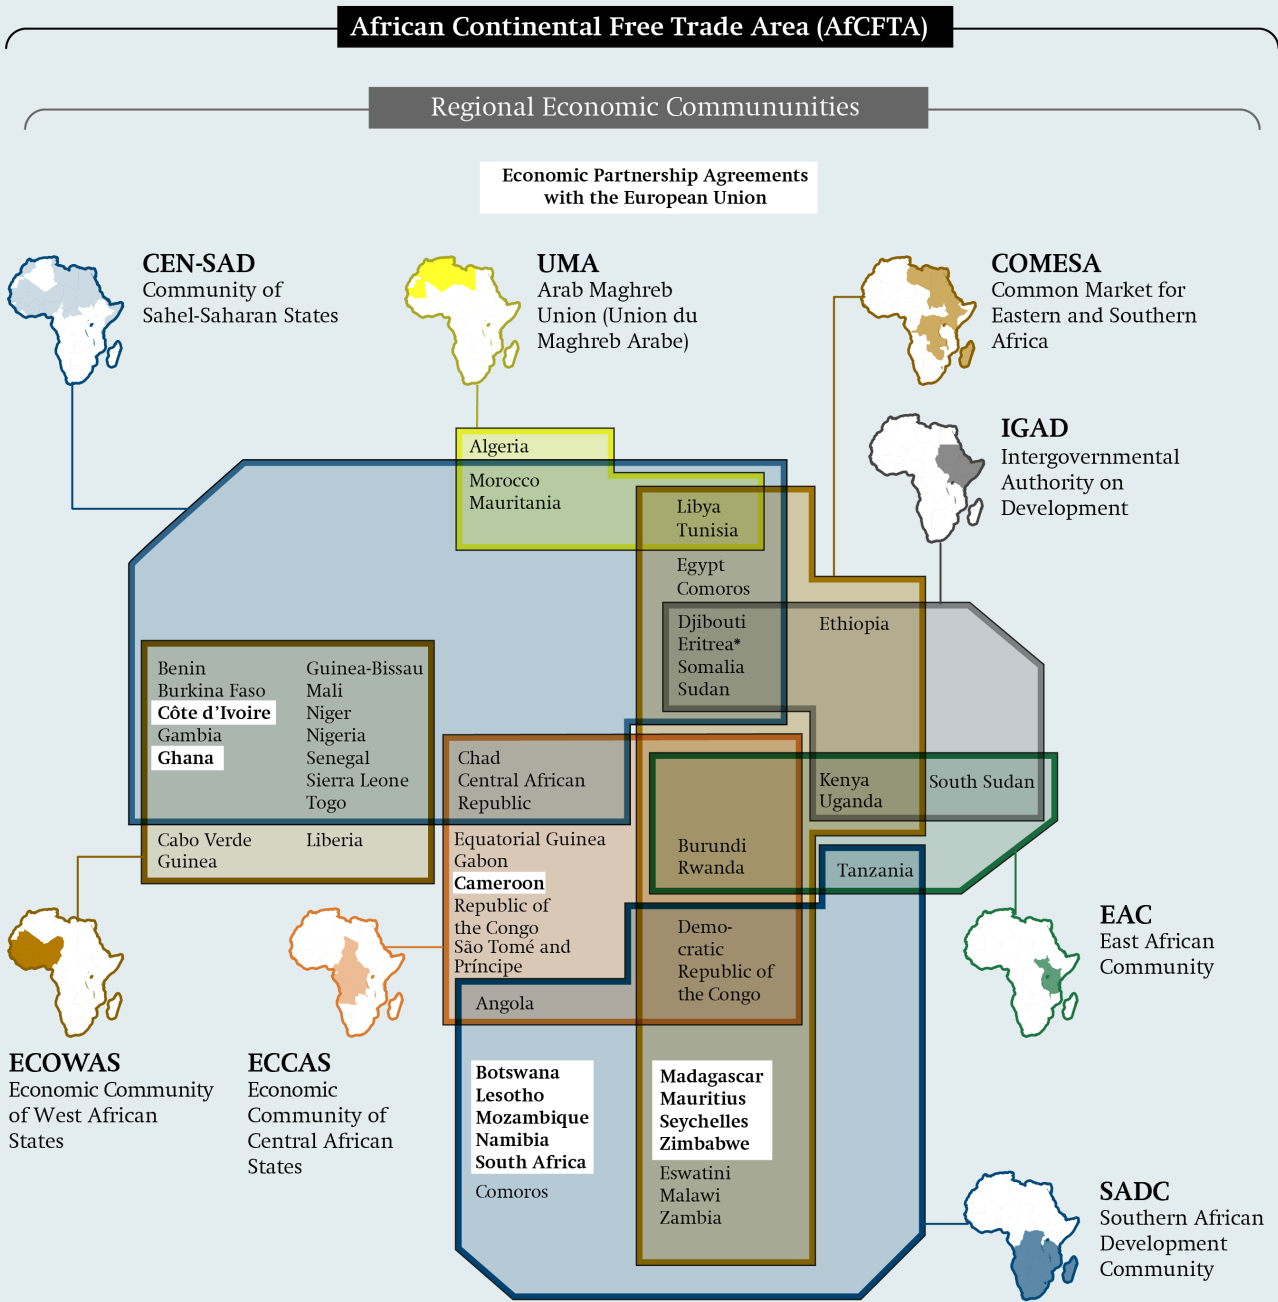 African Continental Free Trade Area (AfCFTA)
Regional Economic Commununities
Economic Partnership Agreements
with the European Union
CEN-SAD
Community of
Sahel-Saharan States
UMA
Arab Maghreb
Union (Union du
Maghreb Arabe)
COMESA
Common Market for
Eastern and Southern
Africa
IGAD
Intergovernmental
Authority on
Development
Algeria
Morocco
Mauritania
Libya
Tunisia
Egypt
Comoros
Djibouti
Eritrea*
Somalia
Sudan
Ethiopia
Benin
Burkina Faso
Côte d’Ivoire
Gambia
Ghana
Guinea-Bissau
Mali
Niger
Nigeria
Senegal
Sierra Leone
Togo
Cabo Verde
Guinea
Liberia
Chad
Central African
Republic
Equatorial Guinea
Gabon
Cameroon
Republic of
the Congo
São Tomé and
Príncipe
Angola
Kenya
Uganda
South Sudan
Burundi
Rwanda
Tanzania
Demo-
cratic
Republic of
the Congo
Botswana
Lesotho
Mozambique
Namibia
South Africa
Comoros
Madagascar
Mauritius
Seychelles
Zimbabwe
Eswatini
Malawi
Zambia
ECOWAS
Economic Community
of West African
States
ECCAS
Economic
Community of
Central African
States
EAC
East African
Community
SADC
Southern African
Development
Community